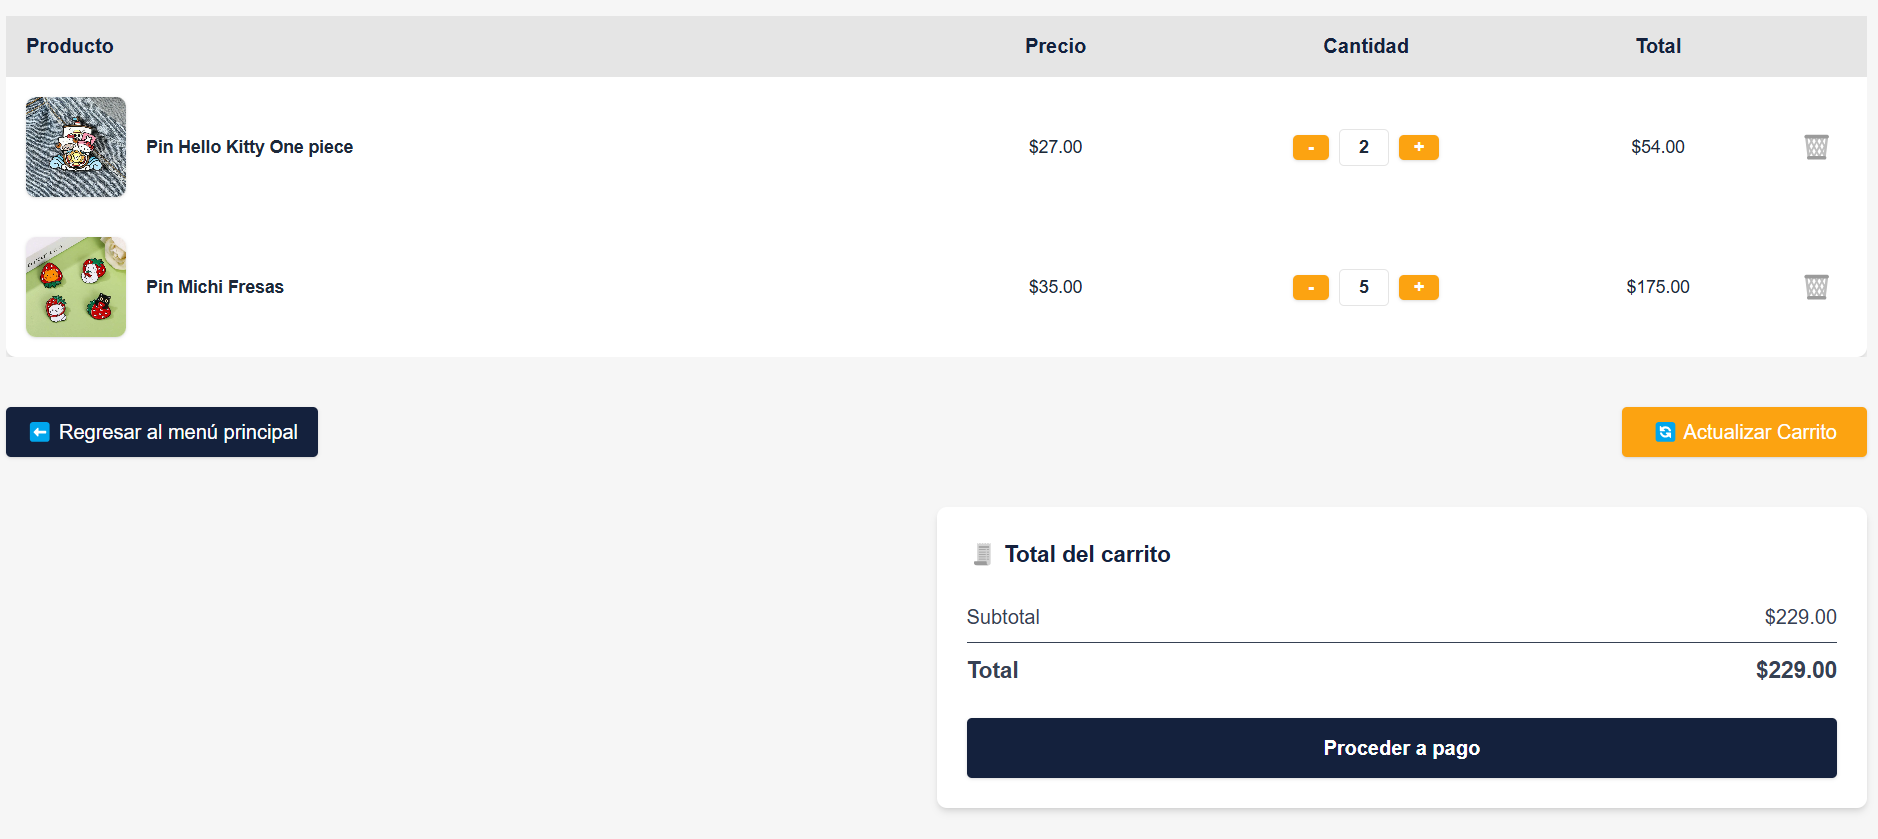 Producto Precio Cantidad Total
Pin Hello Kitty One piece $27.00 - 2 + $54.00
Pin Michi Fresas $35.00 - 5 + $175.00
Regresar al menú principal Actualizar Carrito
Total del carrito
Subtotal $229.00
Total $229.00
Proceder a pago